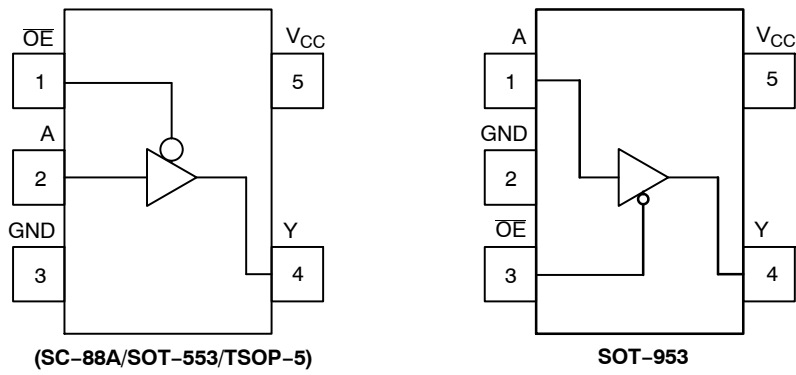 OE
VCC
1
5
A
2
GND
Y
3
4
(SC–88A/SOT–553/TSOP–5)
A
VCC
1
5
GND
2
OE
Y
3
4
SOT–953